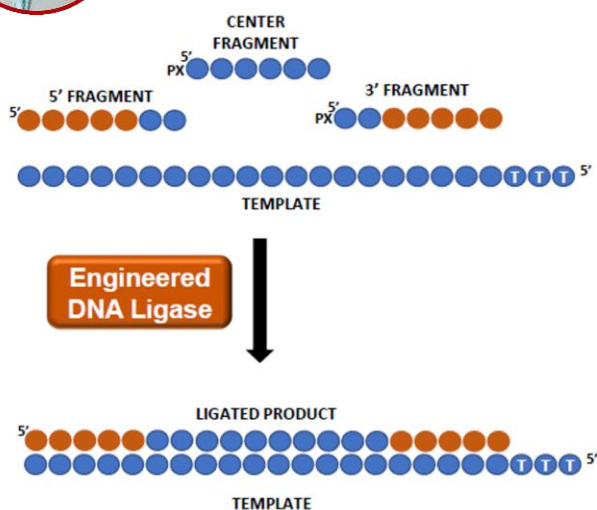 CENTER
FRAGMENT
5'
PX
5' FRAGMENT
5'
3' FRAGMENT
5'
PX
T T T 5'
TEMPLATE
Engineered
DNA Ligase
LIGATED PRODUCT
5'
T T T 5'
TEMPLATE